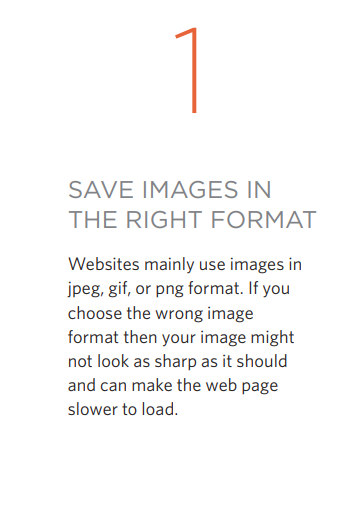 1
SAVE IMAGES IN
THE RIGHT FORMAT
Websites mainly use images in
jpeg, gif, or png format. If you
choose the wrong image
format then your image might
not look as sharp as it should
and can make the web page
slower to load.